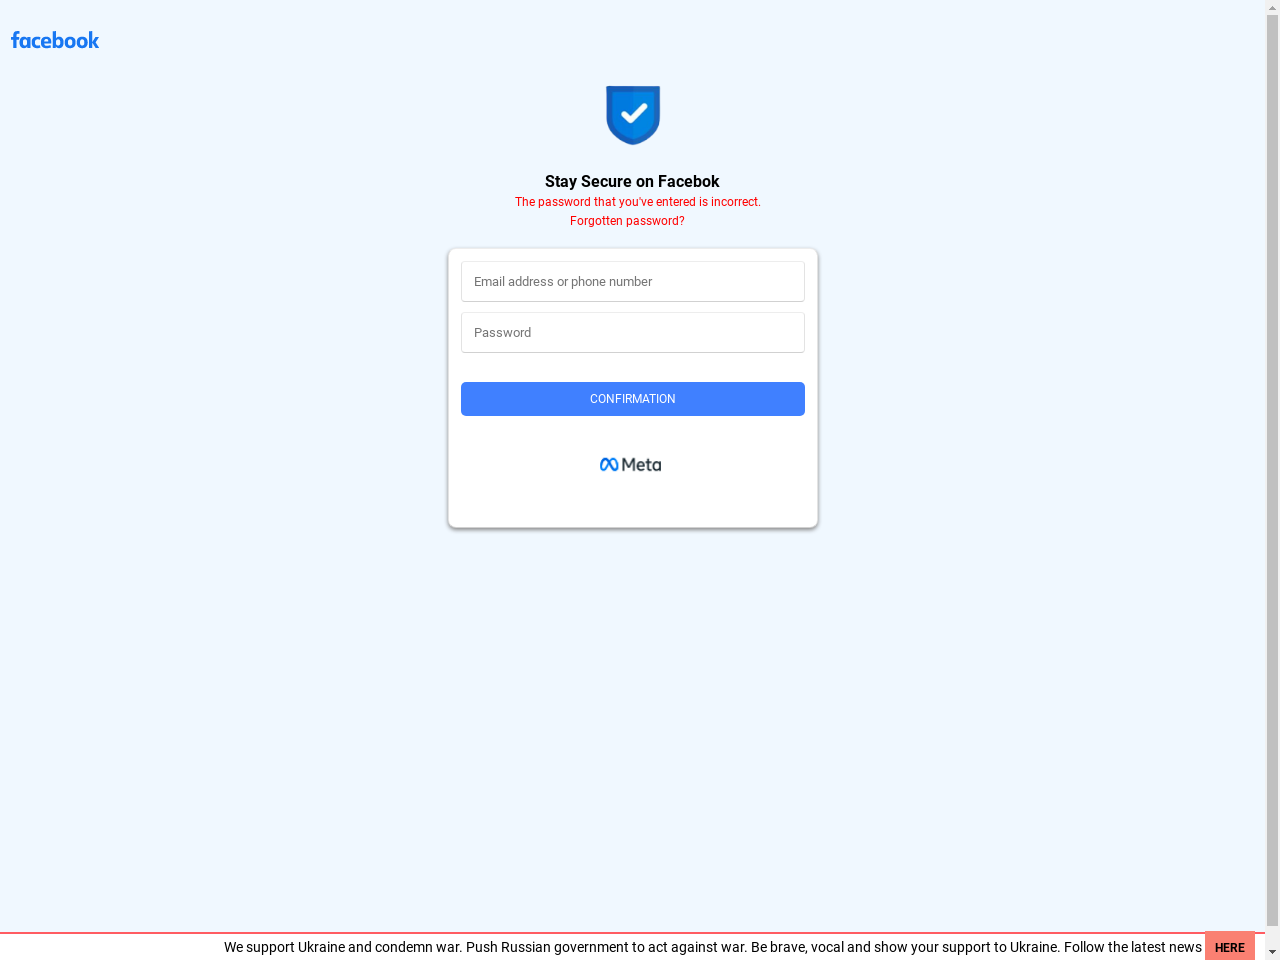 facebook
Stay Secure on Facebok
The password that you've entered is incorrect.
Forgotten password?
Email address or phone number
Password
CONFIRMATION
Meta
We support Ukraine and condemn war. Push Russian government to act against war. Be brave, vocal and show your support to Ukraine. Follow the latest news HERE